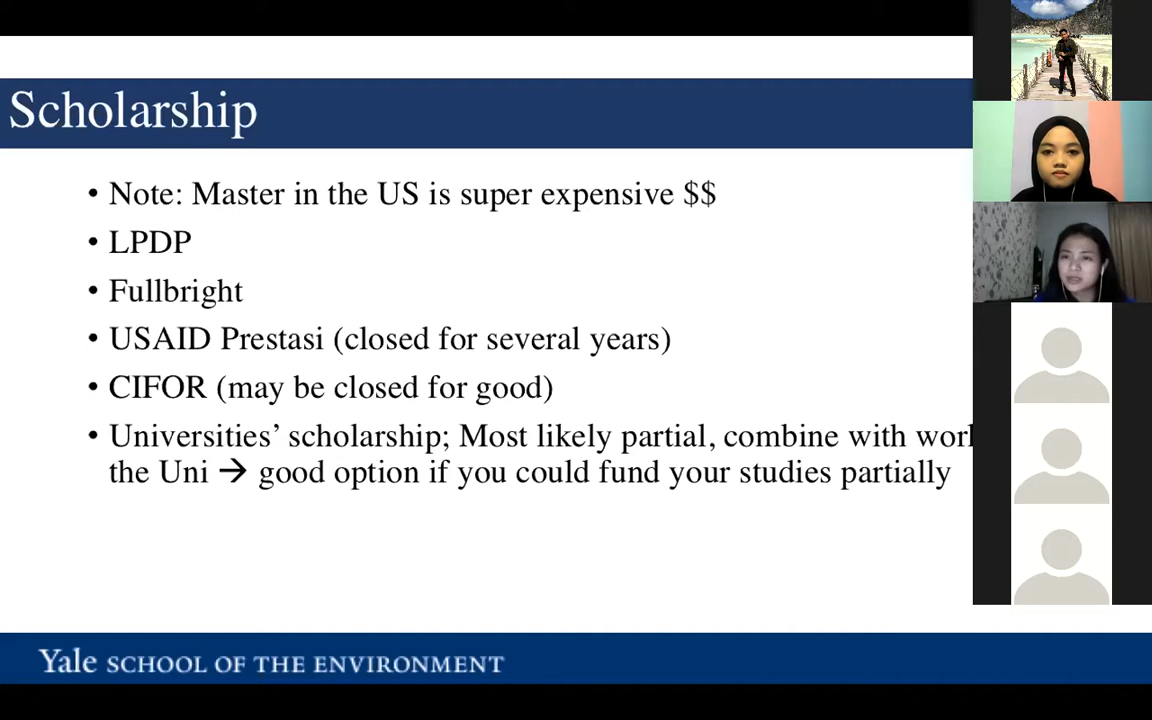 Scholarship
• Note: Master in the US is super expensive $$
• LPDP
• Fullbright
• USAID Prestasi (closed for several years)
• CIFOR (may be closed for good)
• Universities’ scholarship; Most likely partial, combine with
the Uni → good option if you could fund your studies partially
Yale SCHOOL OF THE ENVIRONMENT